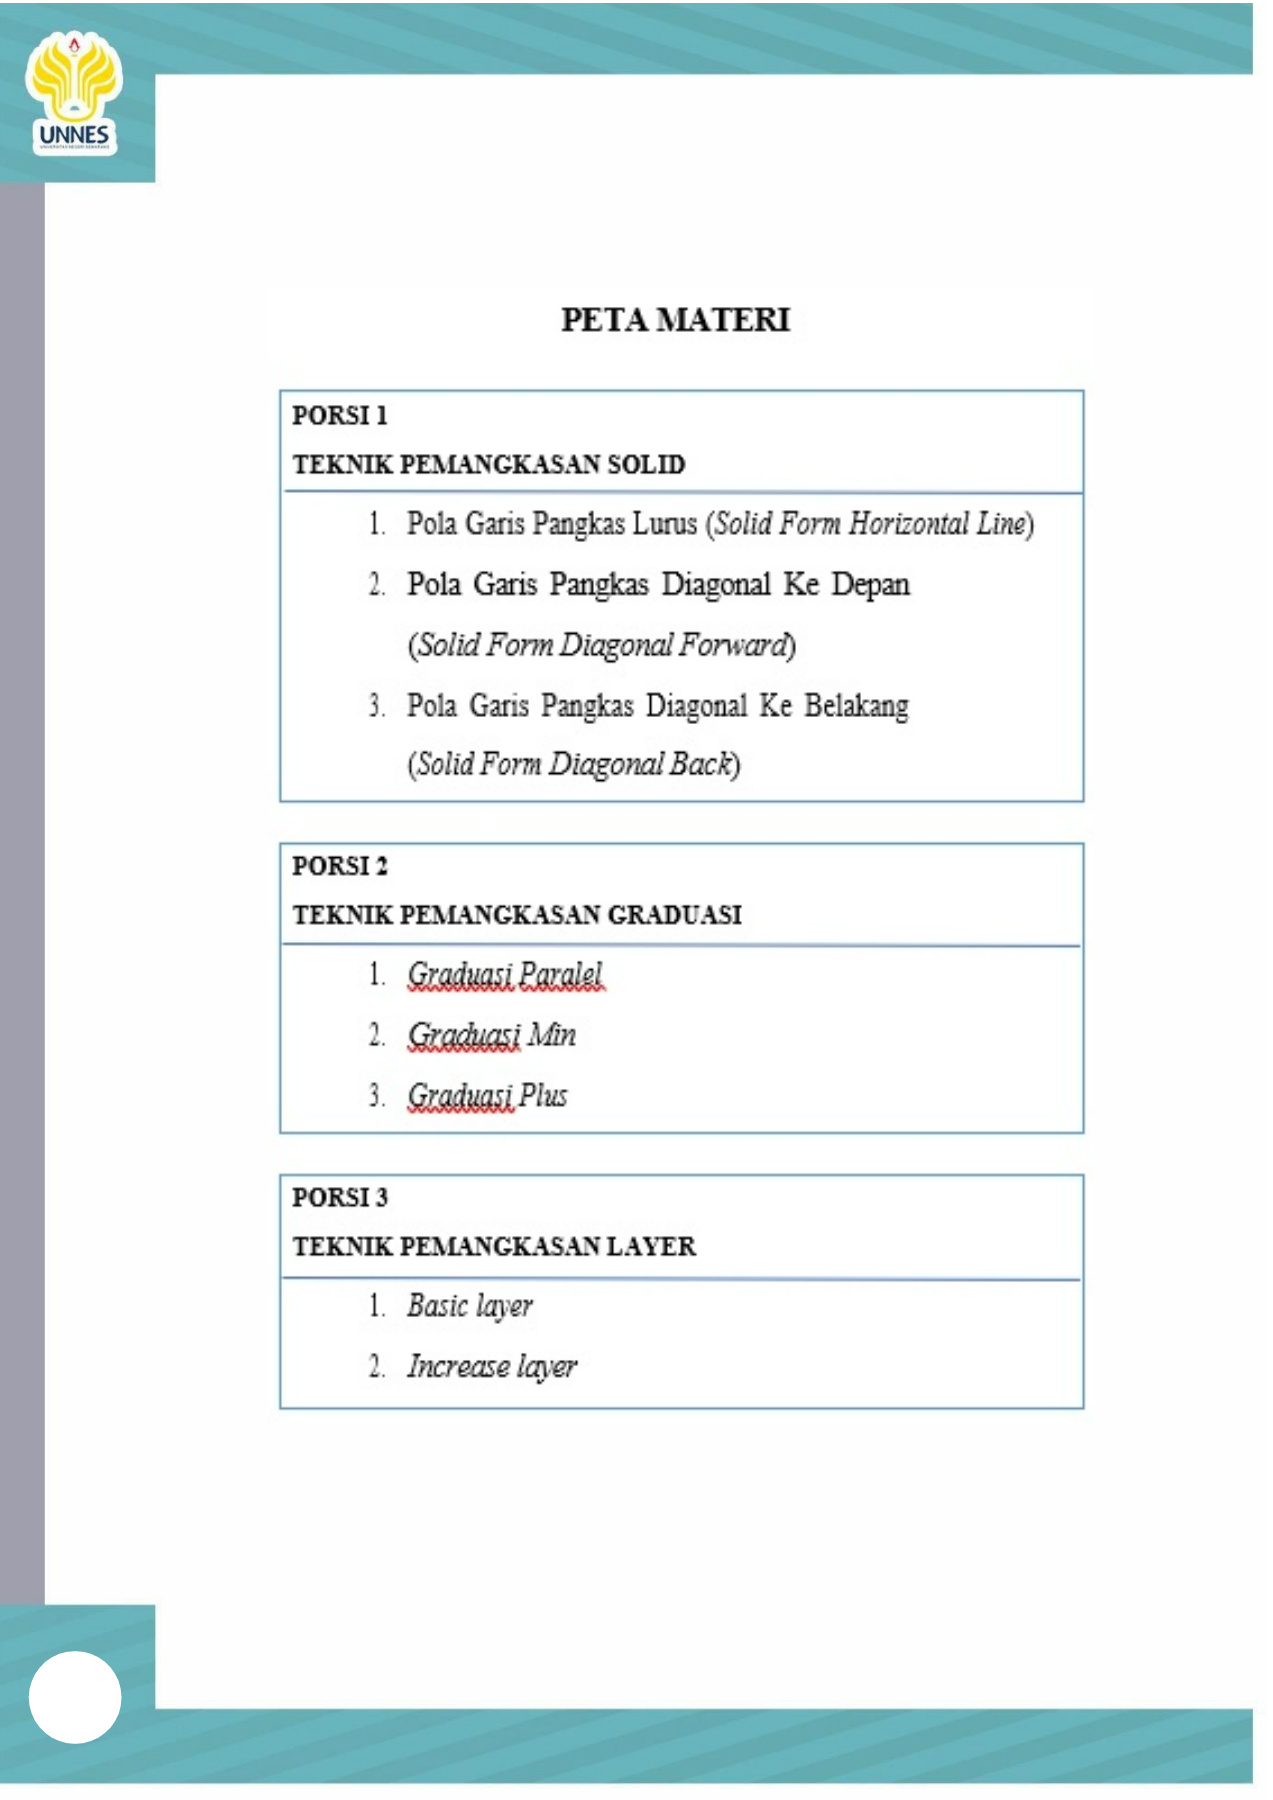 UNNES
UNIVERSITAS NEGERI SEMARANG
PETA MATERI
PORSI 1
TEKNIK PEMANGKASAN SOLID
1. Pola Garis Pangkas Lurus (Solid Form Horizontal Line)
2. Pola Garis Pangkas Diagonal Ke Depan
(Solid Form Diagonal Forward)
3. Pola Garis Pangkas Diagonal Ke Belakang
(Solid Form Diagonal Back)
PORSI 2
TEKNIK PEMANGKASAN GRADUASI
1. Graduasi Paralel
2. Graduasi Min
3. Graduasi Plus
PORSI 3
TEKNIK PEMANGKASAN LAYER
1. Basic layer
2. Increase layer